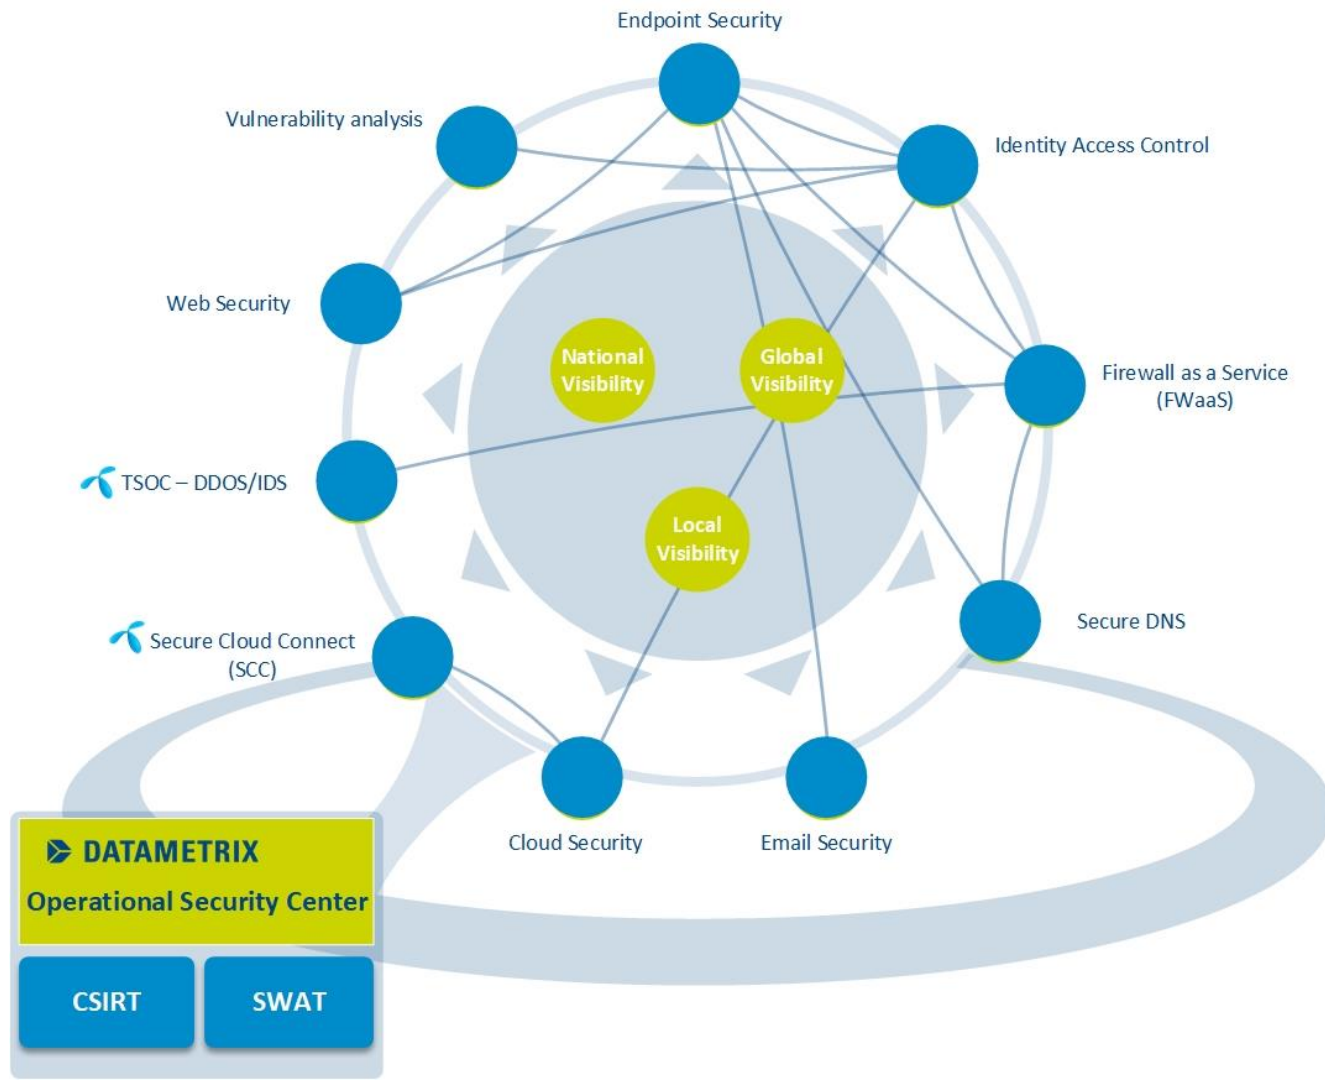 Endpoint Security
Vulnerability analysis
Identity Access Control
Web Security
National
Visibility
Global
Visibility
Firewall as a Service
(FWaaS)
TSOC – DDOS/IDS
Local
Visibility
Secure DNS
Secure Cloud Connect
(SCC)
Cloud Security
Email Security
DATAMETRIX
Operational Security Center
CSIRT
SWAT